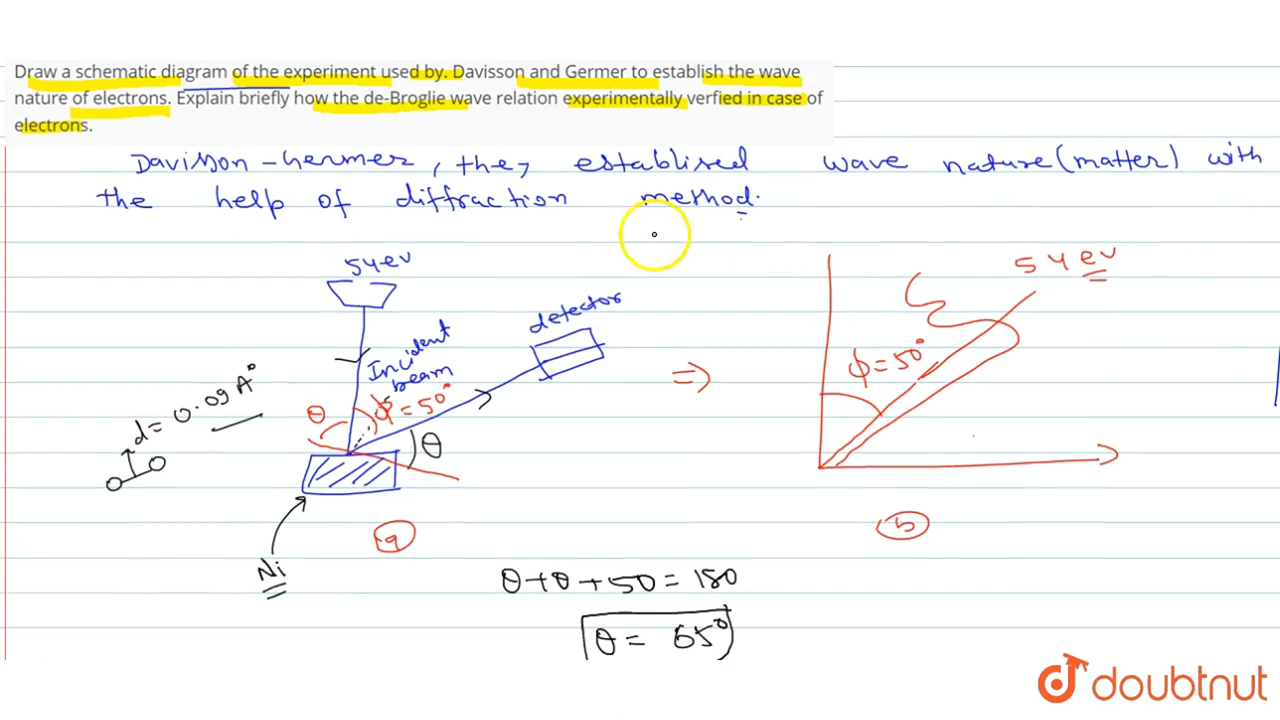 Draw a schematic diagram of the experiment used by. Davisson and Germer to establish the wave
nature of electrons. Explain briefly how the de-Broglie wave relation experimentally verfied in case of
electrons.
Davisson - hermer, they establised wave nature (matter) with
the help of diffraction method.
54 ev
54 ev
detector
Incident
beam
ϕ = 50°
θ
ϕ = 50°
=>
d = 0.09 A°
θ
Ni
a
b
θ + θ + 50 = 180
θ = 65°
doubtnut